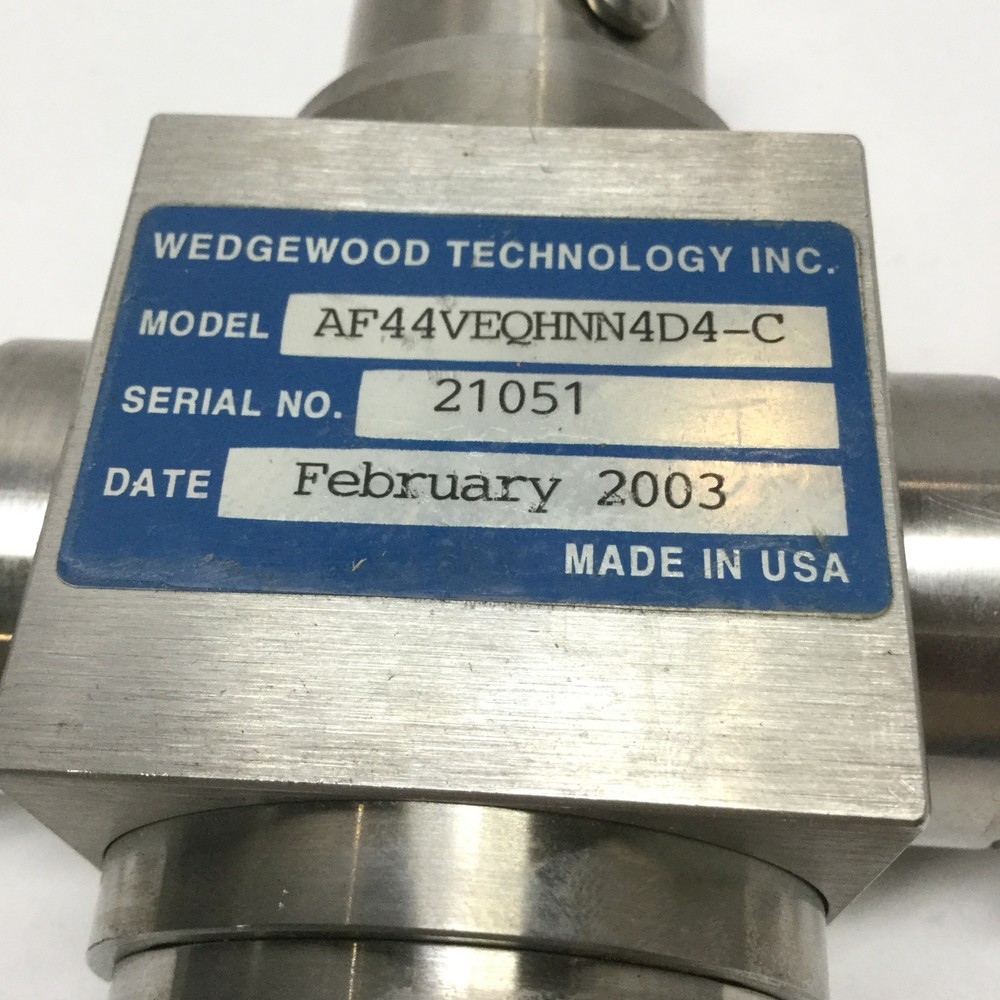 WEDGEWOOD TECHNOLOGY INC.
MODEL AF44VEQHNN4D4-C
SERIAL NO. 21051
DATE February 2003
MADE IN USA